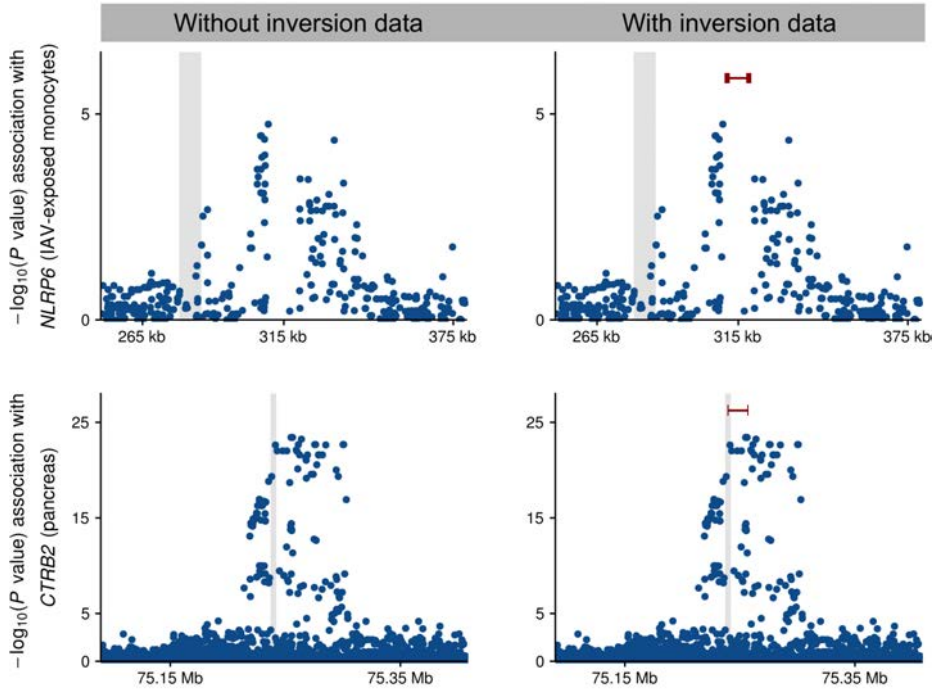 Without inversion data
With inversion data
−log10(P value) association with
NLRP6 (IAV-exposed monocytes)
5
0
265 kb
315 kb
375 kb
5
0
265 kb
315 kb
375 kb
−log10(P value) association with
CTRB2 (pancreas)
25
15
5
0
75.15 Mb
75.35 Mb
25
15
5
0
75.15 Mb
75.35 Mb